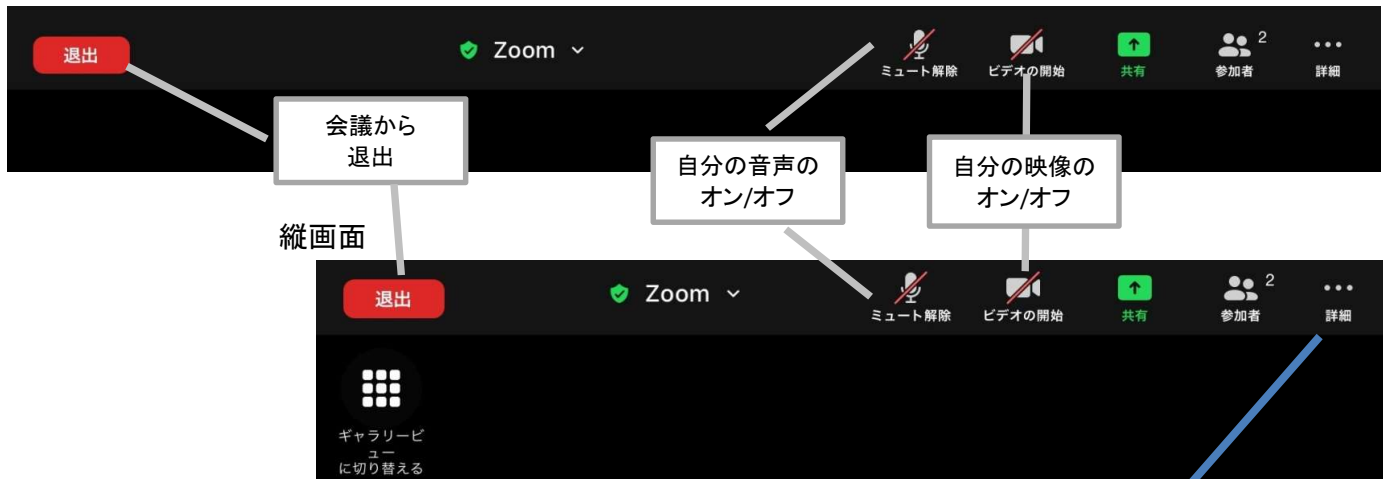 退出
Zoom
ミュート解除
ビデオの開始
共有
2
参加者
詳細
会議から
退出
自分の音声の
オン/オフ
自分の映像の
オン/オフ
縦画面
退出
Zoom
ミュート解除
ビデオの開始
共有
2
参加者
詳細
ギャラリービ
ュー
に切り替える